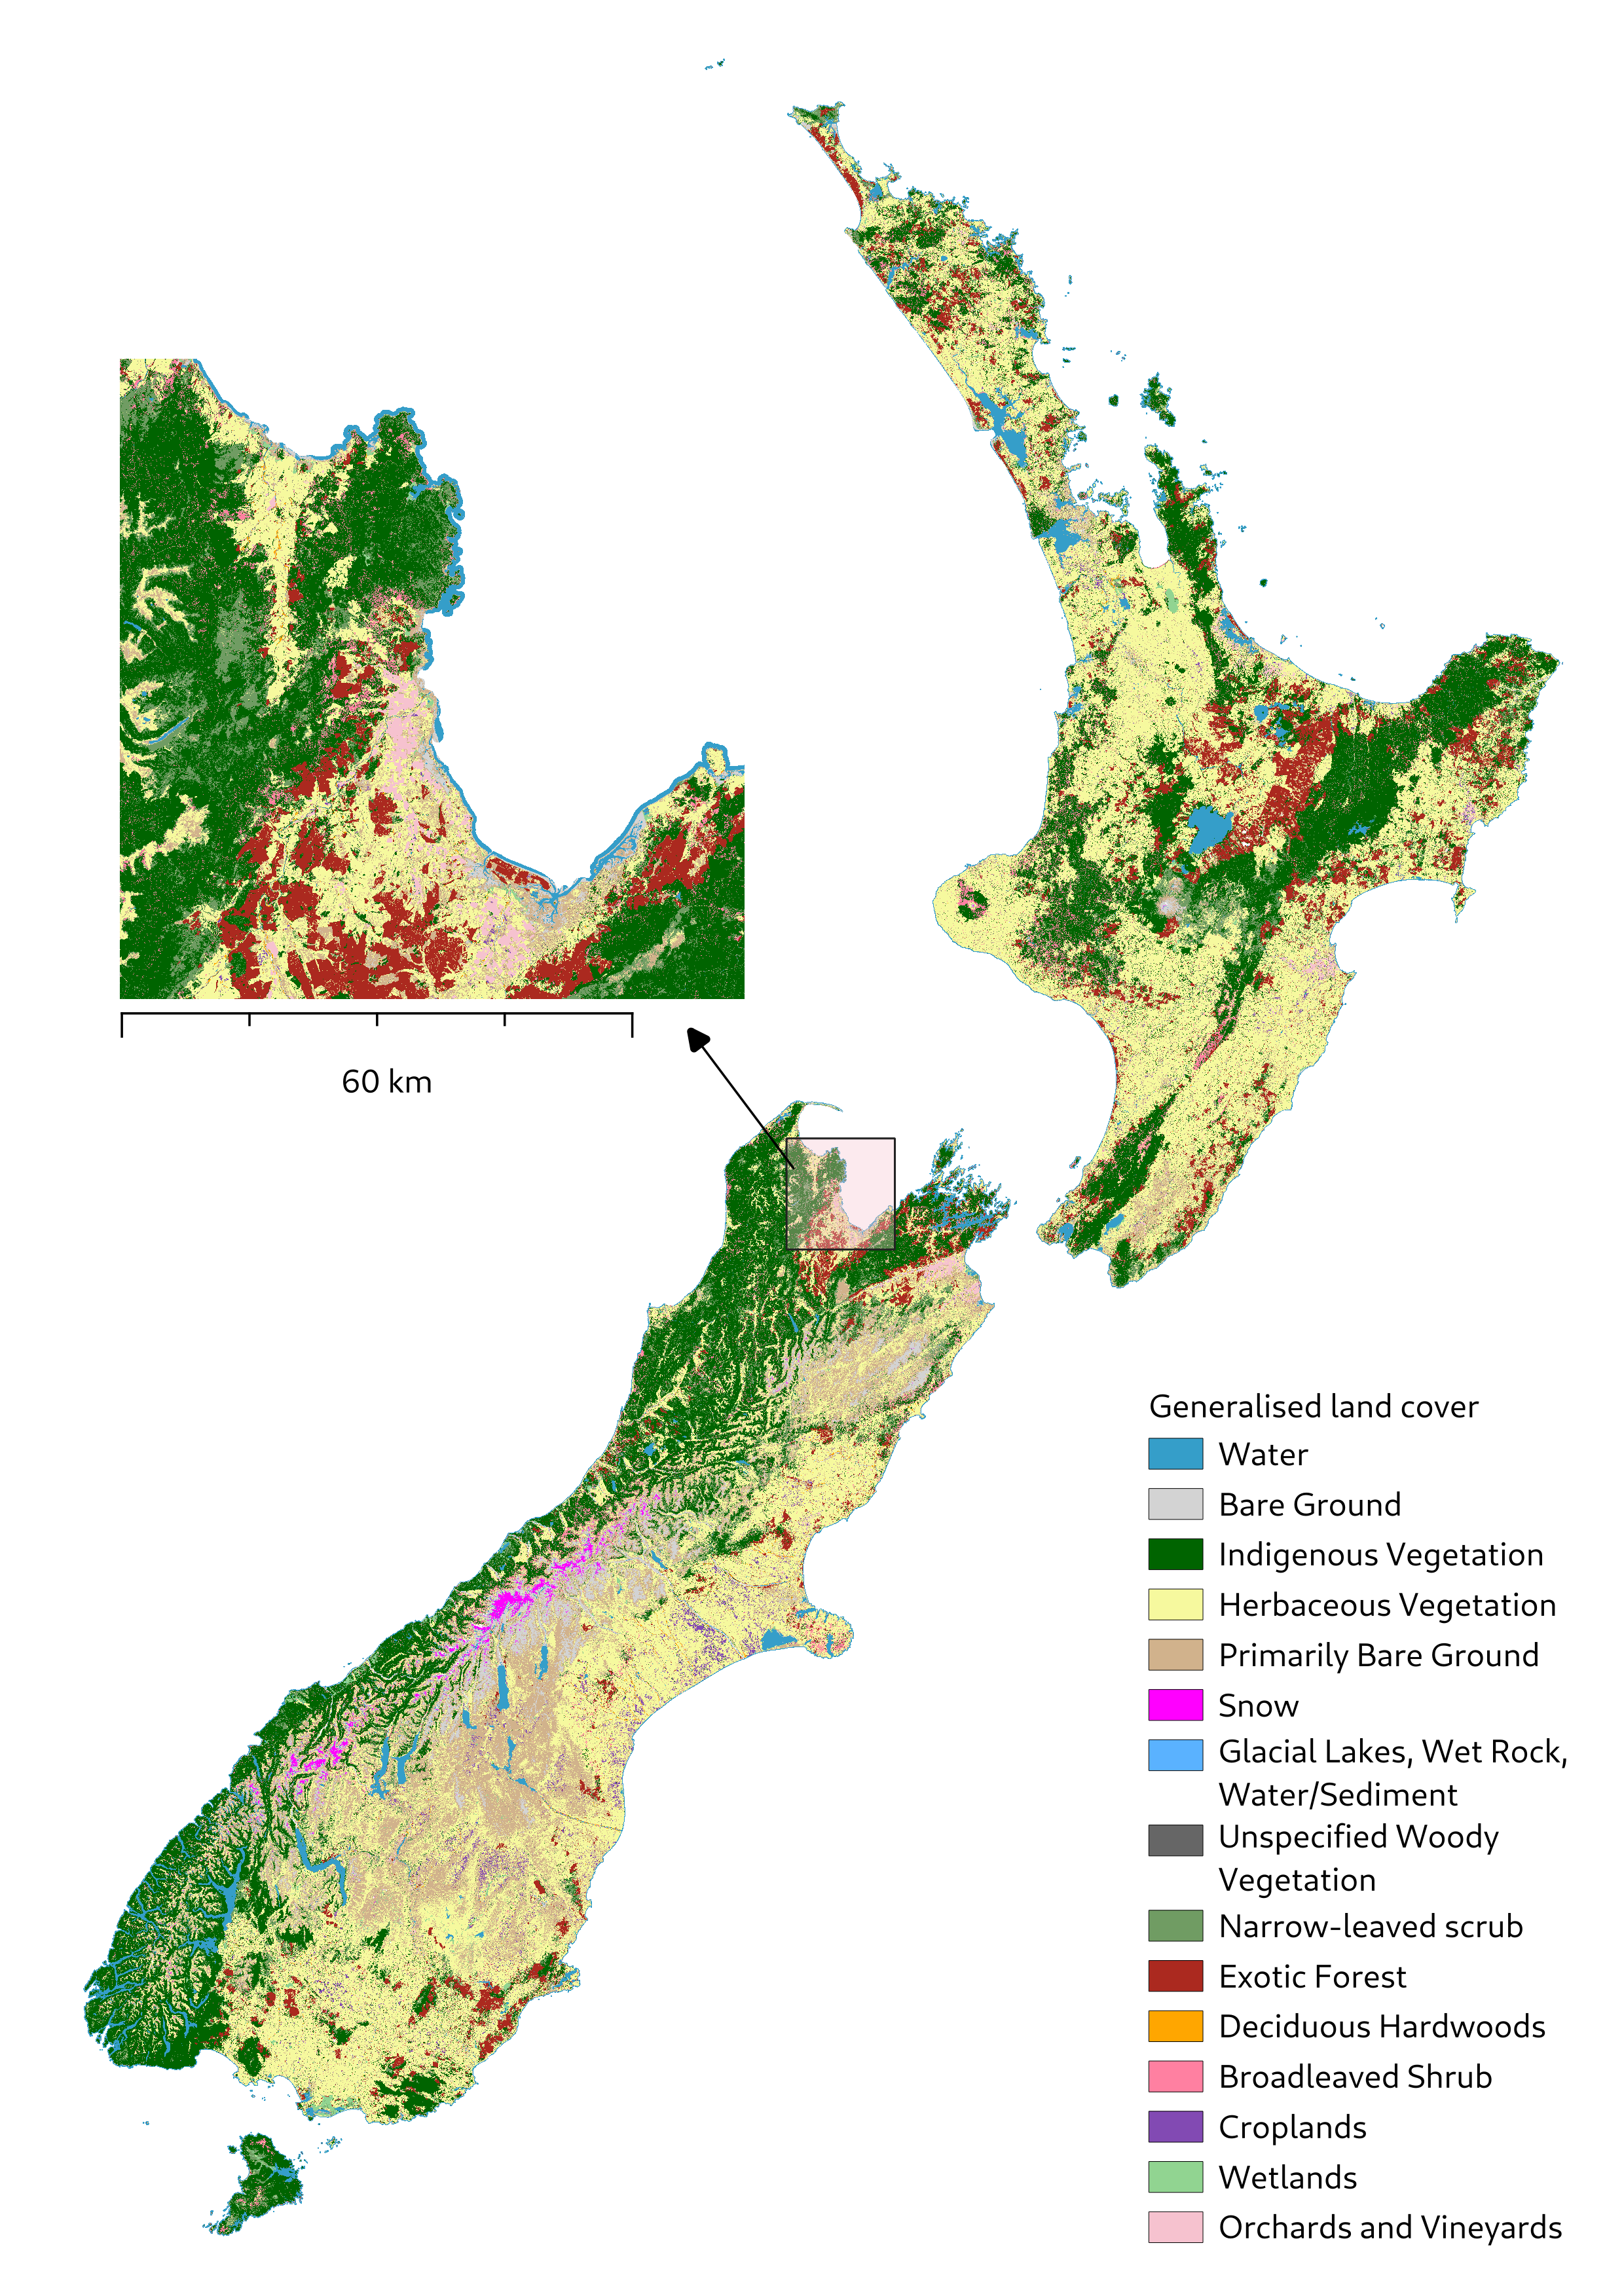 60 km
Generalised land cover
Water
Bare Ground
Indigenous Vegetation
Herbaceous Vegetation
Primarily Bare Ground
Snow
Glacial Lakes, Wet Rock,
Water/Sediment
Unspecified Woody
Vegetation
Narrow-leaved scrub
Exotic Forest
Deciduous Hardwoods
Broadleaved Shrub
Croplands
Wetlands
Orchards and Vineyards